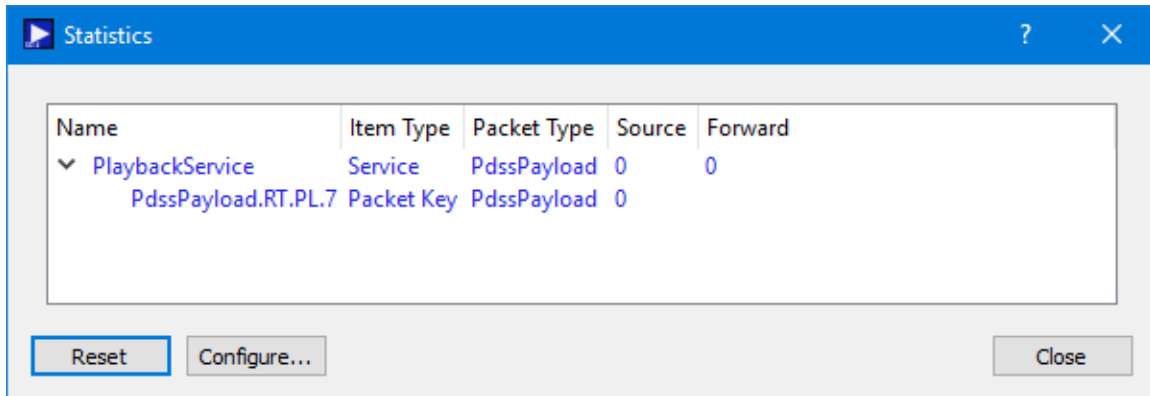 Statistics
Name Item Type Packet Type Source Forward
PlaybackService Service PdssPayload 0 0
PdssPayload.RT.PL.7 Packet Key PdssPayload 0
Reset Configure... Close